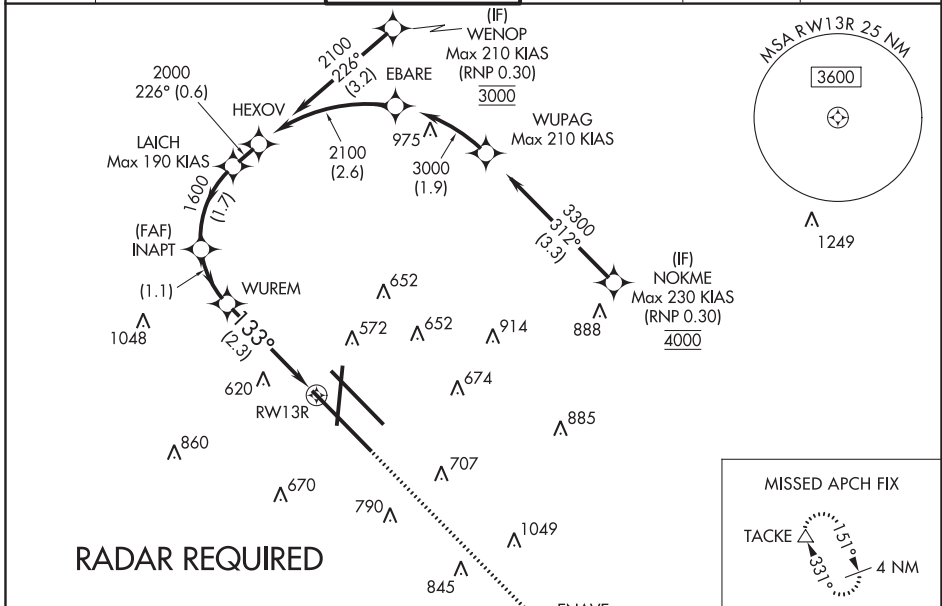 (IF)
WENOP
Max 210 KIAS
(RNP 0.30)
3000
2100
226°
(3.2)
MSA RW13R 25 NM
3600
2000
226° (0.6)
HEXOV
EBARE
LAICH
Max 190 KIAS
2100
(2.6)
975
WUPAG
Max 210 KIAS
3000
(1.9)
1600
(1.7)
3300
312°
(3.3)
1249
(FAF)
INAPT
(IF)
NOKME
Max 230 KIAS
(RNP 0.30)
4000
(1.1)
WUREM
652
888
1048
133°
(2.3)
572
652
914
620
674
RW13R
885
860
707
670
790
1049
845
RADAR REQUIRED
MISSED APCH FIX
TACKE
151°
331°
4 NM